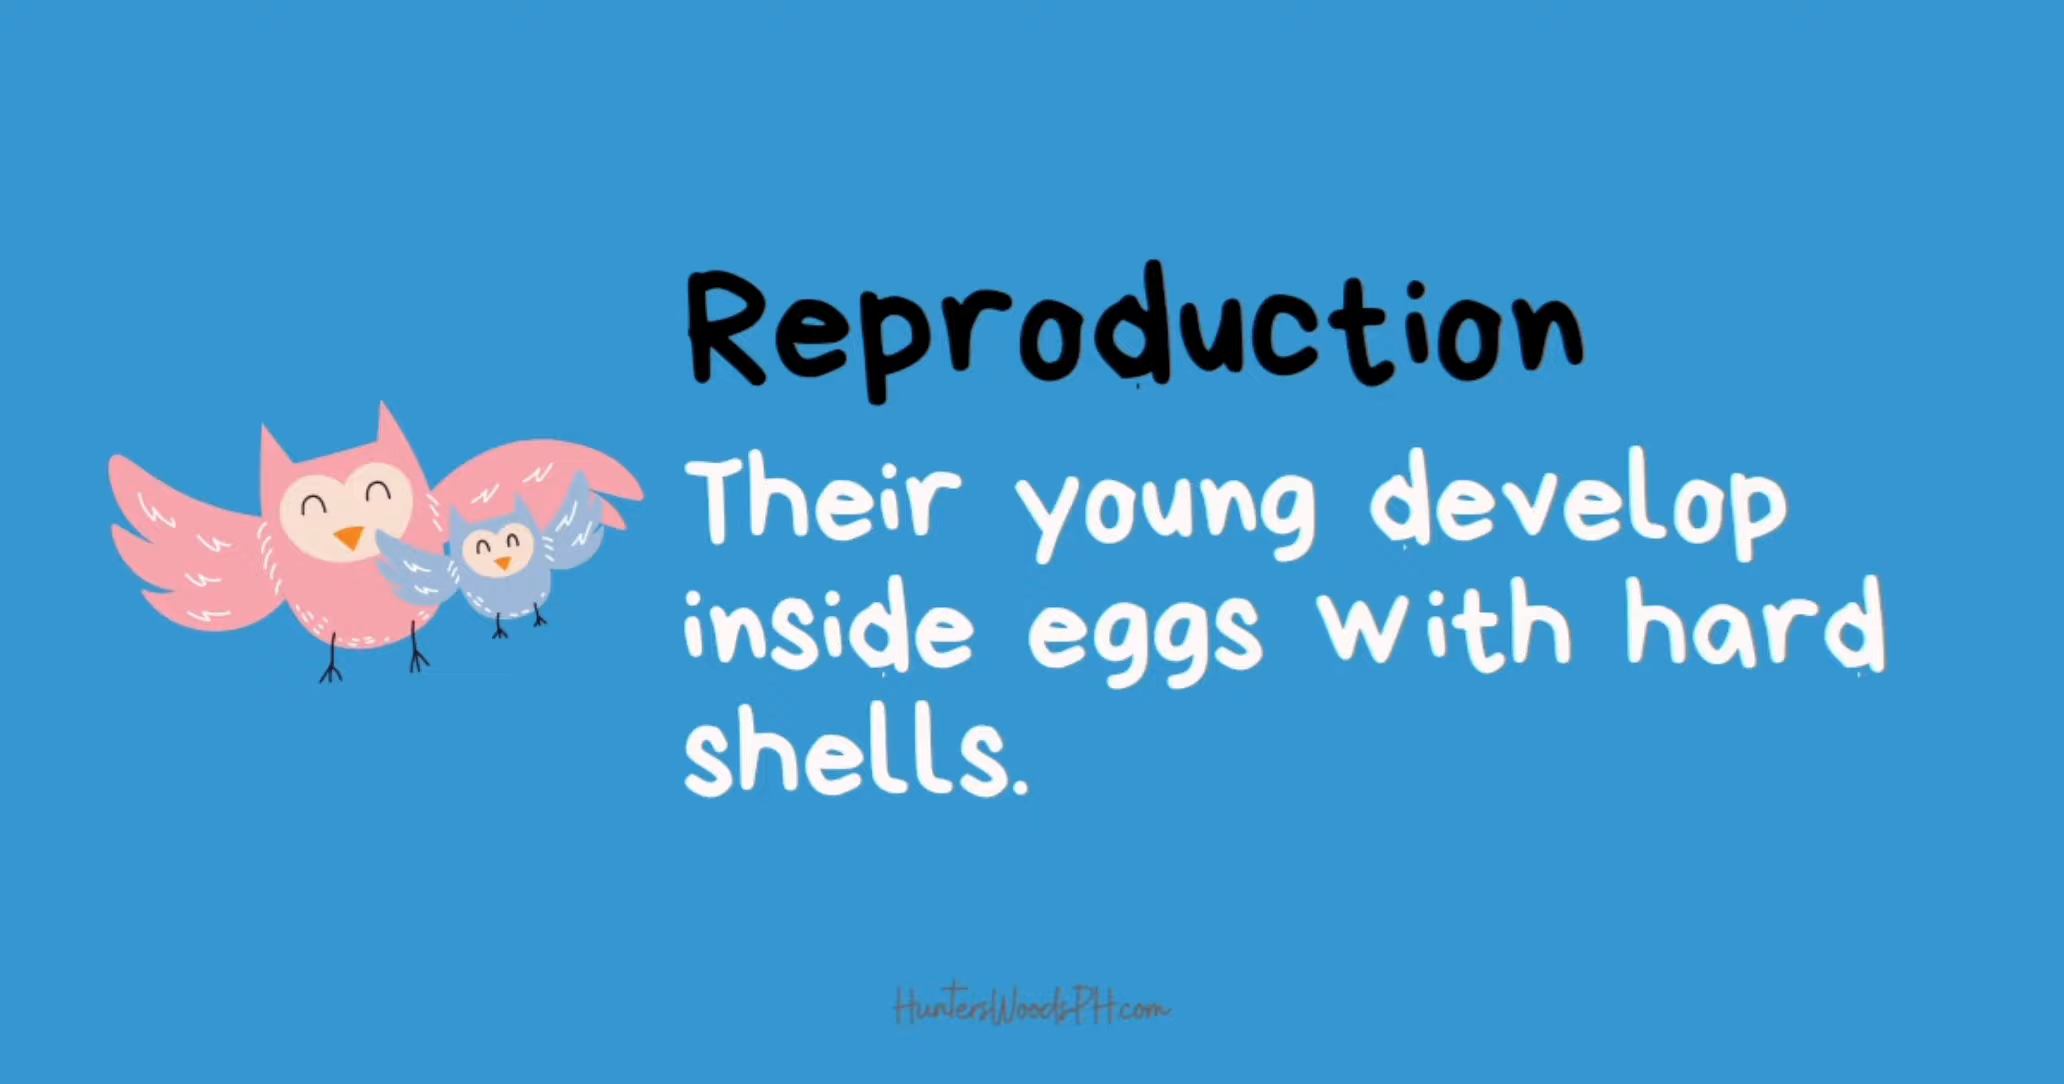 Reproduction
Their young develop
inside eggs with hard
shells.
HuntersWoodsPH.com